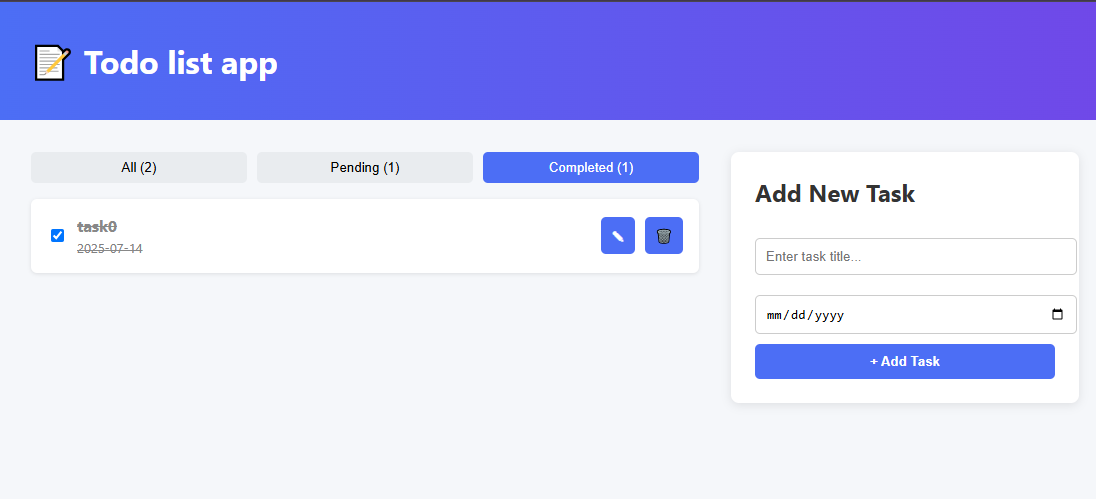 Todo list app
All (2)
Pending (1)
Completed (1)
task0
2025-07-14
Add New Task
Enter task title...
mm/dd/yyyy
+ Add Task